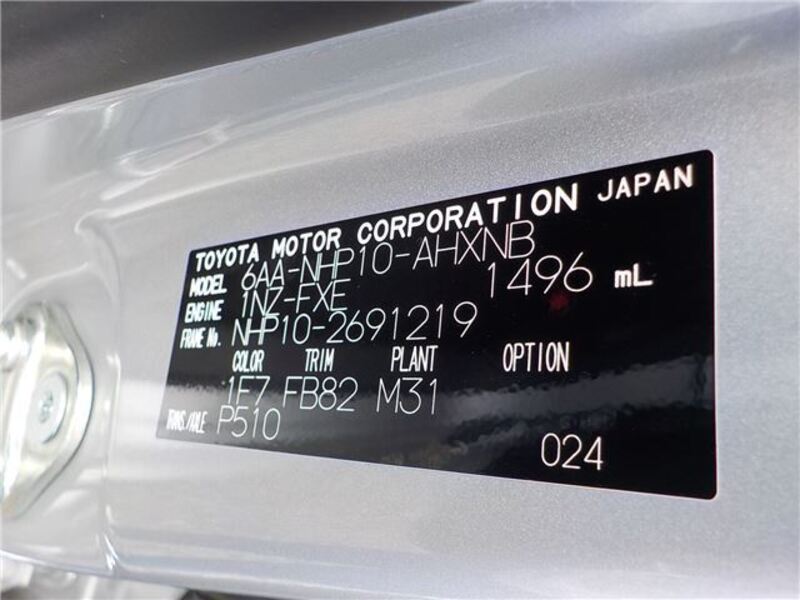 TOYOTA MOTOR CORPORATION JAPAN
MODEL 6AA-NHP10-AHXNB
ENGINE 1NZ-FXE 1496 mL
FRAME No. NHP10-2691219
COLOR TRIM PLANT OPTION
1F7 FB82 M31
TRANS./AXLE P510
024